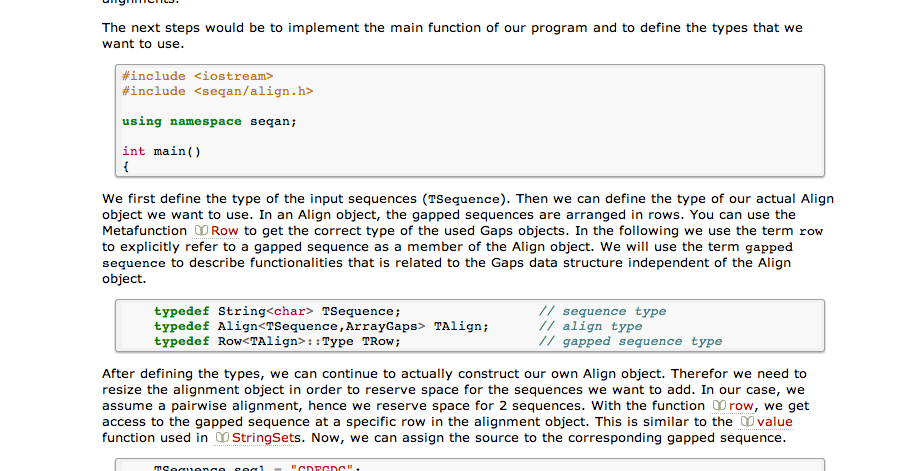 alignments.
The next steps would be to implement the main function of our program and to define the types that we
want to use.
#include <iostream>
#include <seqan/align.h>
using namespace seqan;
int main()
{
We first define the type of the input sequences (TSequence). Then we can define the type of our actual Align
object we want to use. In an Align object, the gapped sequences are arranged in rows. You can use the
Metafunction Row to get the correct type of the used Gaps objects. In the following we use the term row
to explicitly refer to a gapped sequence as a member of the Align object. We will use the term gapped
sequence to describe functionalities that is related to the Gaps data structure independent of the Align
object.
typedef String<char> TSequence; // sequence type
typedef Align<TSequence,ArrayGaps> TAlign; // align type
typedef Row<TAlign>::Type TRow; // gapped sequence type
After defining the types, we can continue to actually construct our own Align object. Therefor we need to
resize the alignment object in order to reserve space for the sequences we want to add. In our case, we
assume a pairwise alignment, hence we reserve space for 2 sequences. With the function row, we get
access to the gapped sequence at a specific row in the alignment object. This is similar to the value
function used in StringSets. Now, we can assign the source to the corresponding gapped sequence.
TSequence seq1 = "CDFGDC";